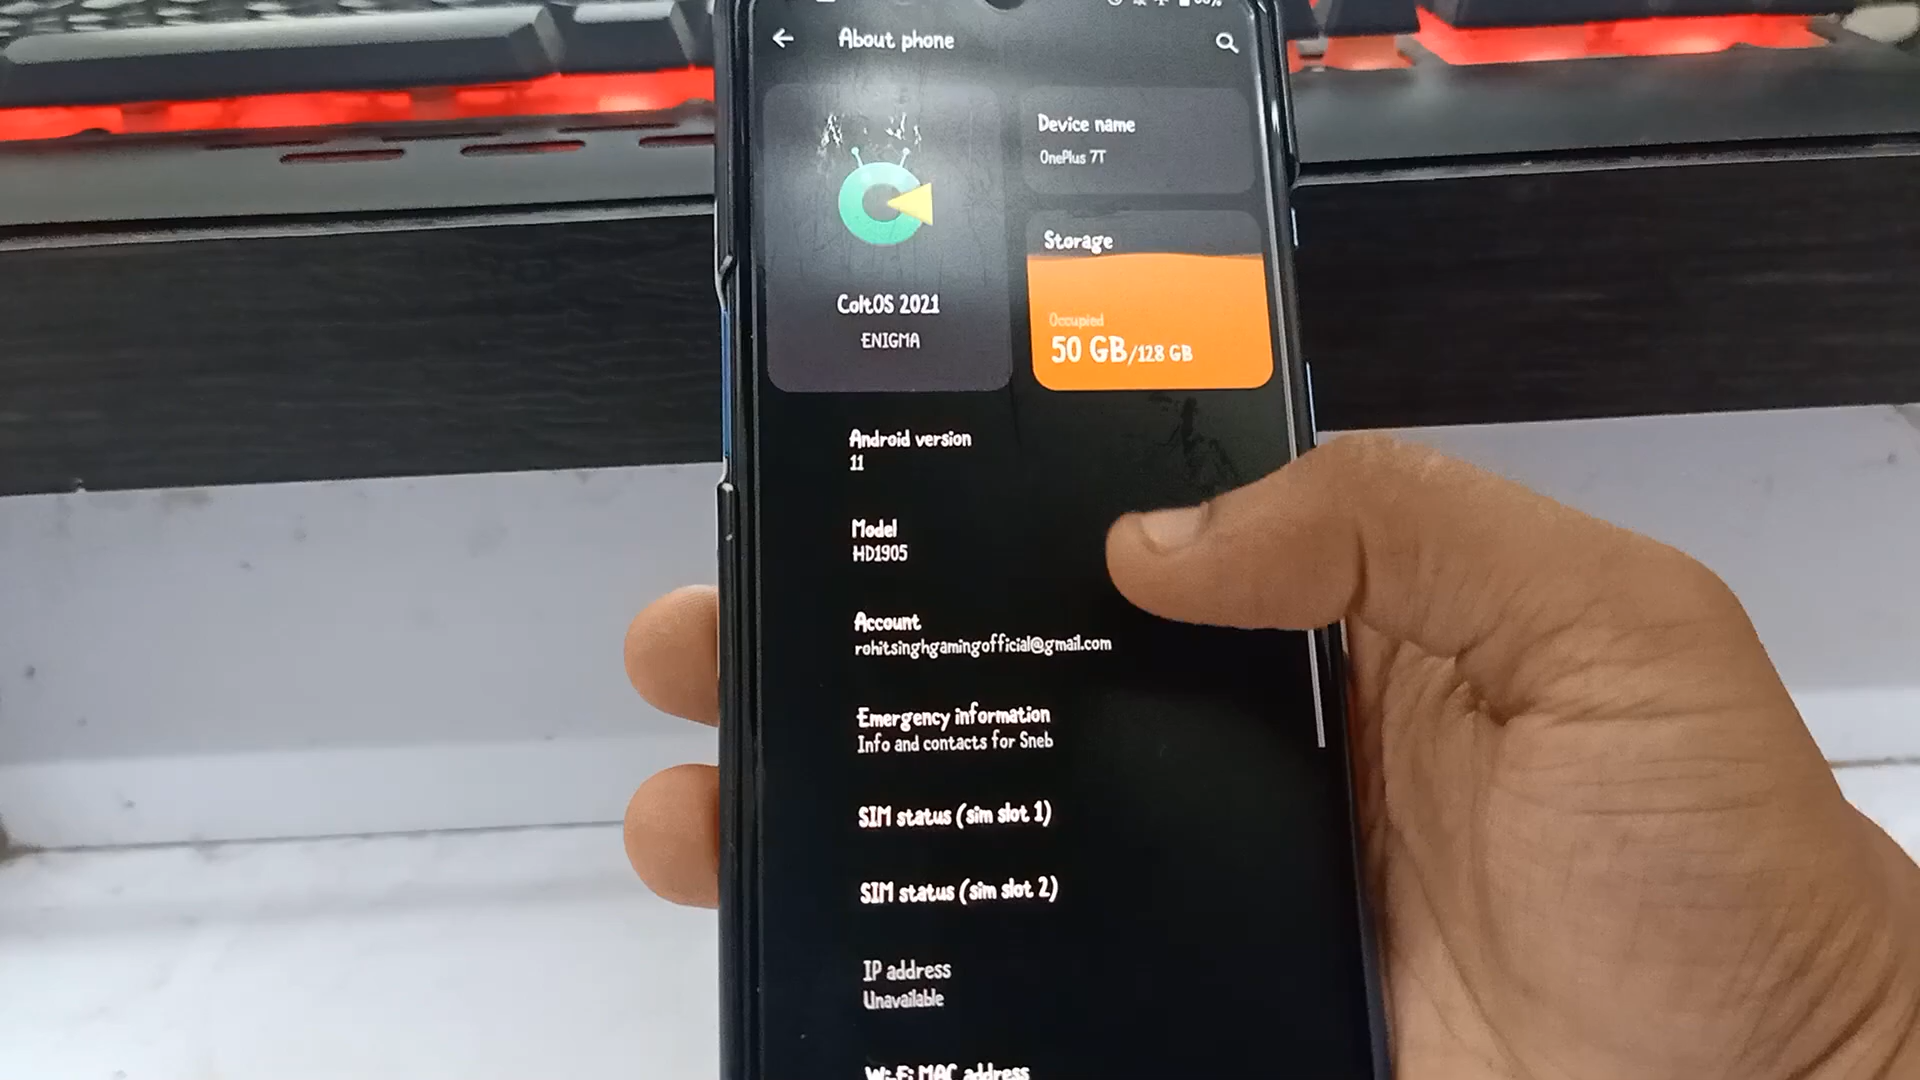 About phone
Device name
OnePlus 7T
Storage
Occupied
50 GB/128 GB
ColtOS 2021
ENIGMA
Android version
11
Model
HD1905
Account
rohitsinghgamingofficial@gmail.com
Emergency information
Info and contacts for Sneb
SIM status (sim slot 1)
SIM status (sim slot 2)
IP address
Unavailable
Wi-Fi MAC address